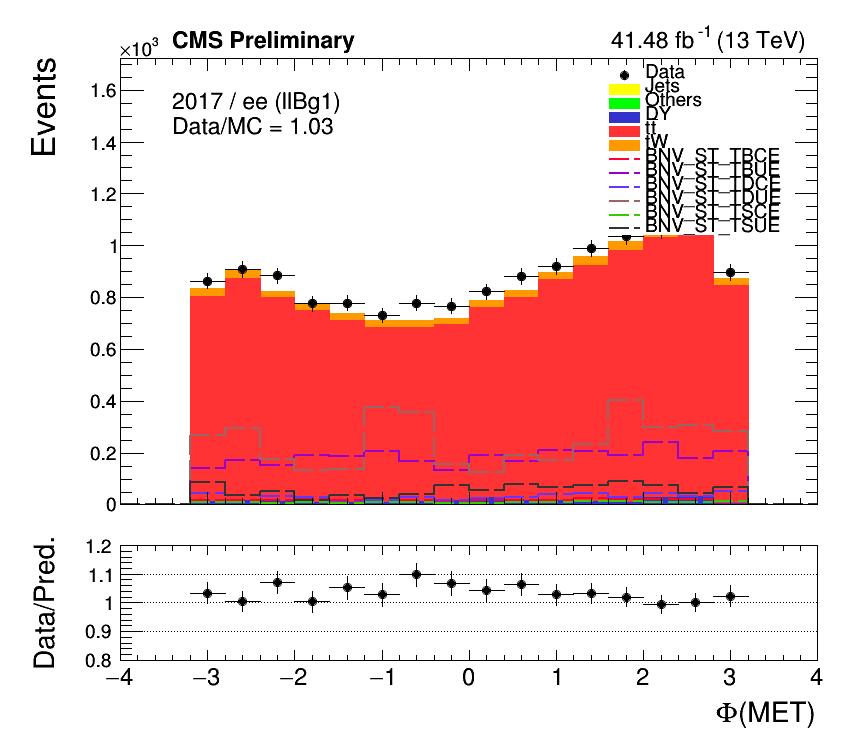 ×10³ CMS Preliminary 41.48 fb⁻¹ (13 TeV)
Events
2017 / ee (llBg1)
Data/MC = 1.03
Data
Jets
Others
DY
tt
tW
BNV_ST_TBCE
BNV_ST_TBUE
BNV_ST_TDCE
BNV_ST_TDUE
BNV_ST_TSCE
BNV_ST_TSUE
1.6
1.4
1.2
1
0.8
0.6
0.4
0.2
0
Data/Pred.
1.2
1.1
1
0.9
0.8
−4 −3 −2 −1 0 1 2 3 4
Φ(MET)